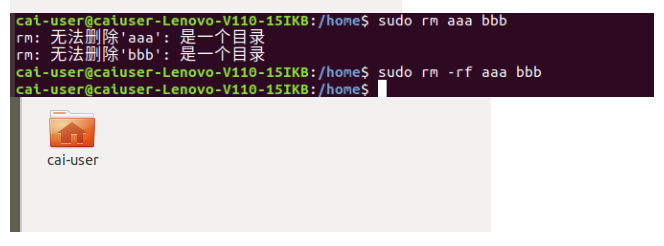 cai-user@caiuser-Lenovo-V110-15IKB:/home$ sudo rm aaa bbb
rm: 无法删除'aaa': 是一个目录
rm: 无法删除'bbb': 是一个目录
cai-user@caiuser-Lenovo-V110-15IKB:/home$ sudo rm -rf aaa bbb
cai-user@caiuser-Lenovo-V110-15IKB:/home$
cai-user